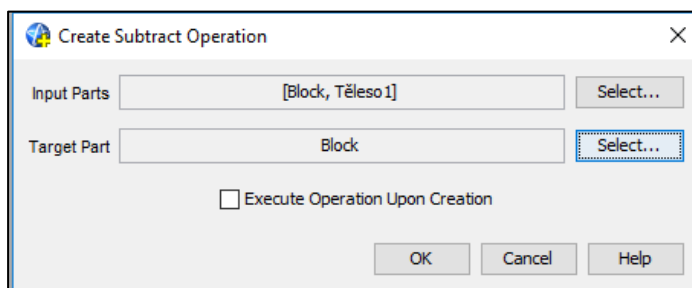 Create Subtract Operation
Input Parts [Block, Těleso1] Select...
Target Part Block Select...
Execute Operation Upon Creation
OK Cancel Help